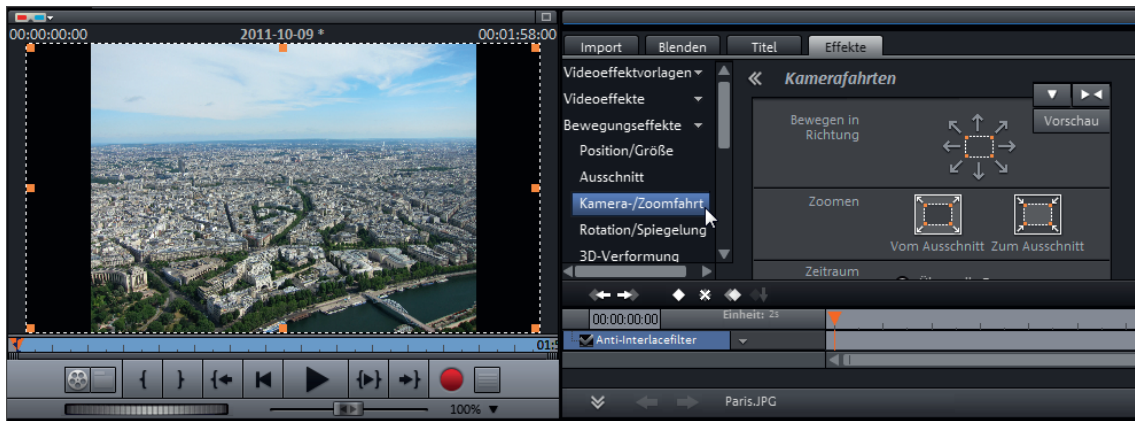 00:00:00:00 2011-10-09 * 00:01:58:00
100%
Import Blenden Titel Effekte
Videoeffektvorlagen
Videoeffekte
Bewegungseffekte
Position/Größe
Ausschnitt
Kamera-/Zoomfahrt
Rotation/Spiegelung
3D-Verformung
Kamerafahrten
Vorschau
Bewegen in
Richtung
Zoomen
Vom Ausschnitt Zum Ausschnitt
Zeitraum
00:00:00:00 Einheit: 2s
Anti-Interlacefilter
Paris.JPG